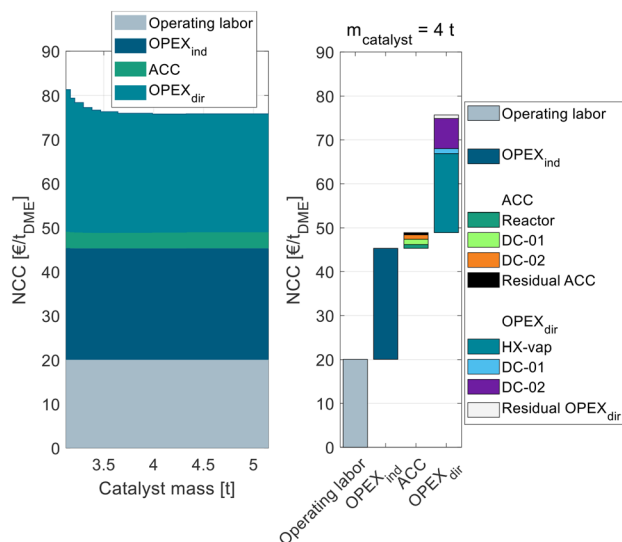 Operating labor
OPEX_ind
ACC
OPEX_dir
90
80
70
60
50
40
30
20
10
0
NCC [€/t_DME]
3.5 4 4.5 5
Catalyst mass [t]
m_catalyst = 4 t
90
80
70
60
50
40
30
20
10
0
NCC [€/t_DME]
Operating labor
OPEX_ind
ACC
OPEX_dir
Operating labor
OPEX_ind
ACC
Reactor
DC-01
DC-02
Residual ACC
OPEX_dir
HX-vap
DC-01
DC-02
Residual OPEX_dir